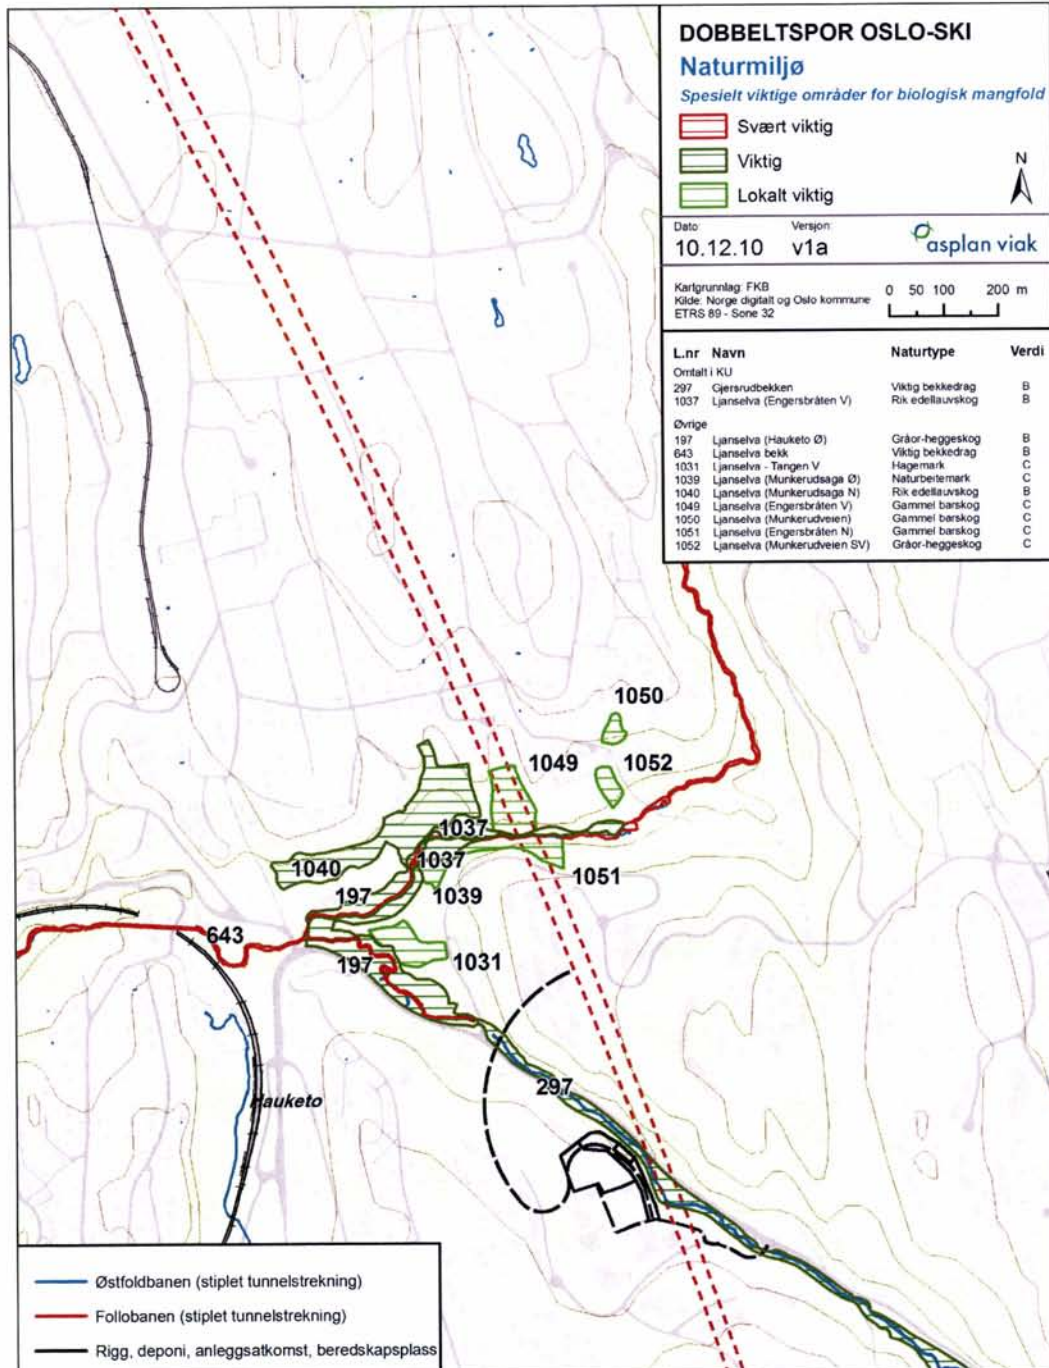 DOBBELTSPOR OSLO-SKI
Naturmiljø
Spesielt viktige områder for biologisk mangfold
Svært viktig
Viktig
Lokalt viktig
N
Dato: Versjon:
10.12.10 v1a
asplan viak
Kartgrunnlag: FKB
Kilde: Norge digitalt og Oslo kommune
ETRS 89 - Sone 32
0 50 100 200 m
L.nr Navn Naturtype Verdi
Omtalt i KU
297 Gjersrudbekken Viktig bekkedrag B
1037 Ljanselva (Engersbråten V) Rik edellauvskog B
Øvrige
197 Ljanselva (Hauketo Ø) Gråor-heggeskog B
643 Ljanselva bekk Viktig bekkedrag B
1031 Ljanselva - Tangen V Hagemark C
1039 Ljanselva (Munkerudsaga Ø) Naturbeitemark C
1040 Ljanselva (Munkerudsaga N) Rik edellauvskog B
1049 Ljanselva (Engersbråten V) Gammel barskog C
1050 Ljanselva (Munkerudveien) Gammel barskog C
1051 Ljanselva (Engersbråten N) Gammel barskog C
1052 Ljanselva (Munkerudveien SV) Gråor-heggeskog C
1050
1049
1052
1037
1037
1040
1051
197
1039
643
197
1031
297
Hauketo
Østfoldbanen (stiplet tunnelstrekning)
Follobanen (stiplet tunnelstrekning)
Rigg, deponi, anleggsatkomst, beredskapsplass